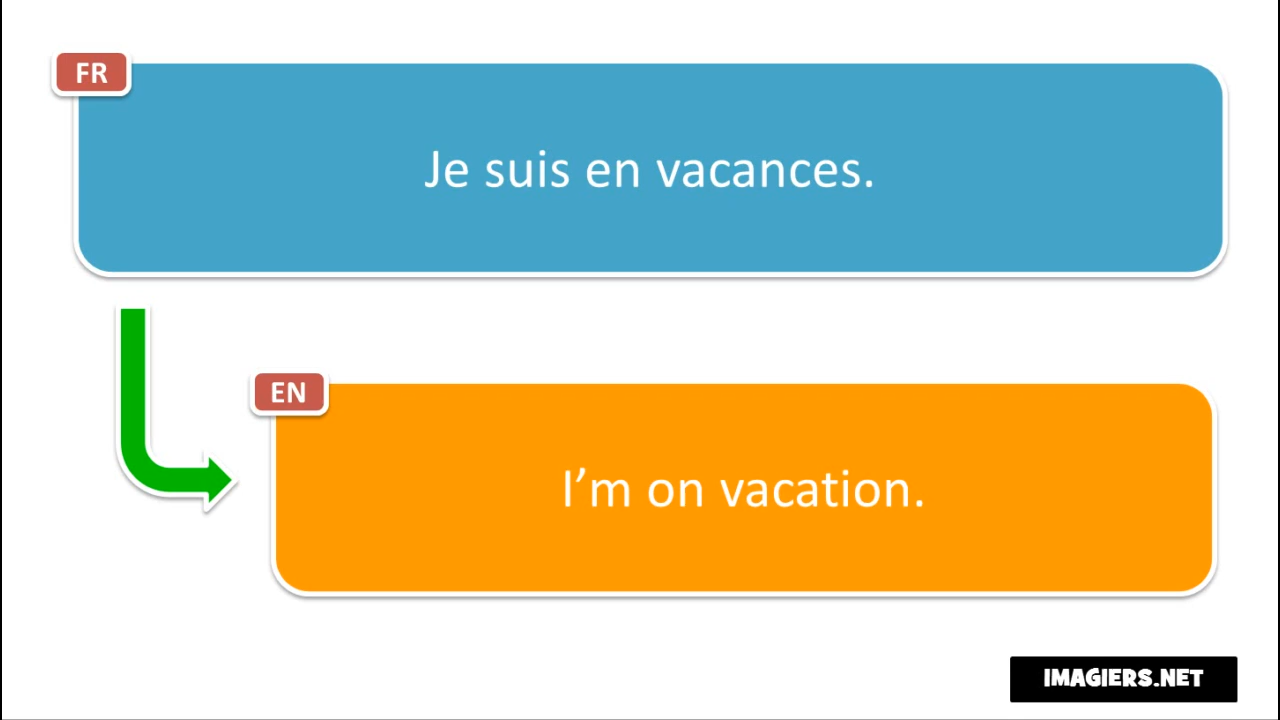 FR
Je suis en vacances.
EN
I’m on vacation.
IMAGIERS.NET